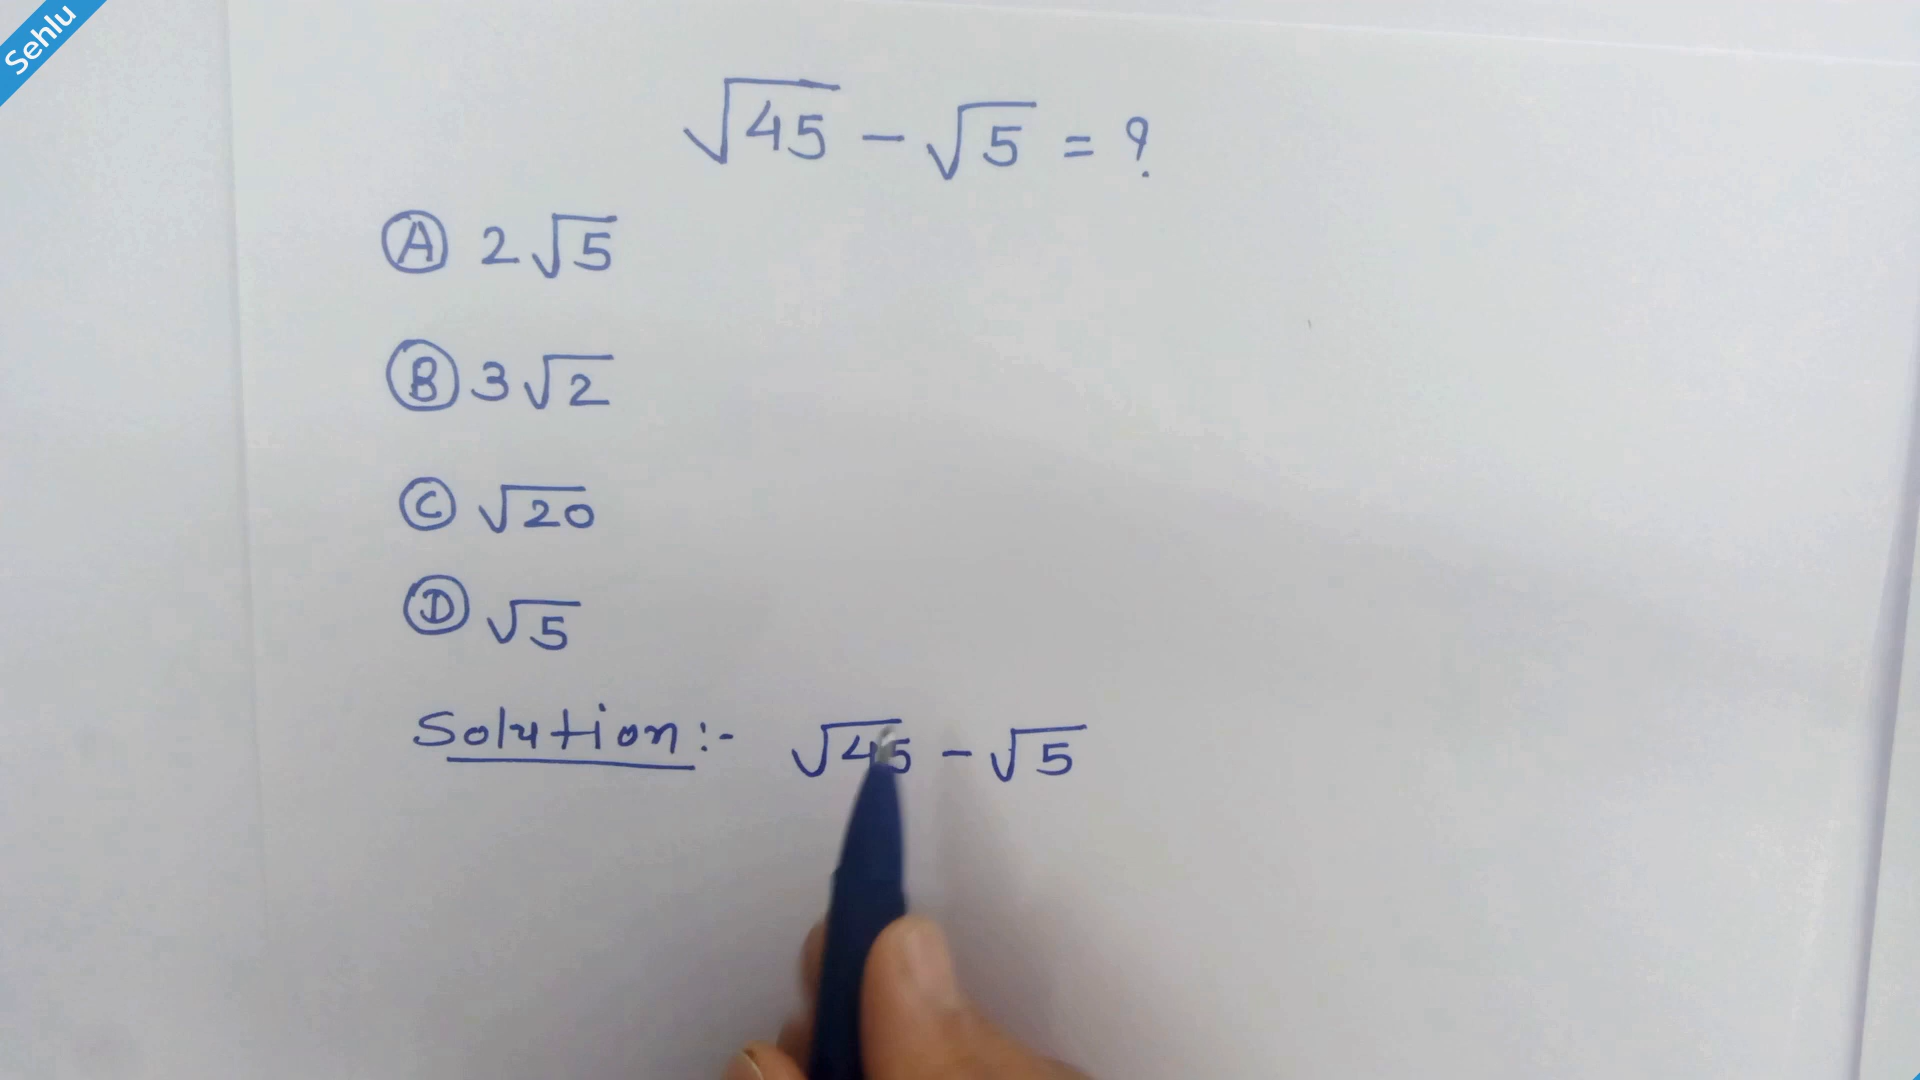 Sehlu
√45 - √5 = ?
Ⓐ 2√5
Ⓑ 3√2
Ⓒ √20
Ⓓ √5
Solution:- √45 - √5